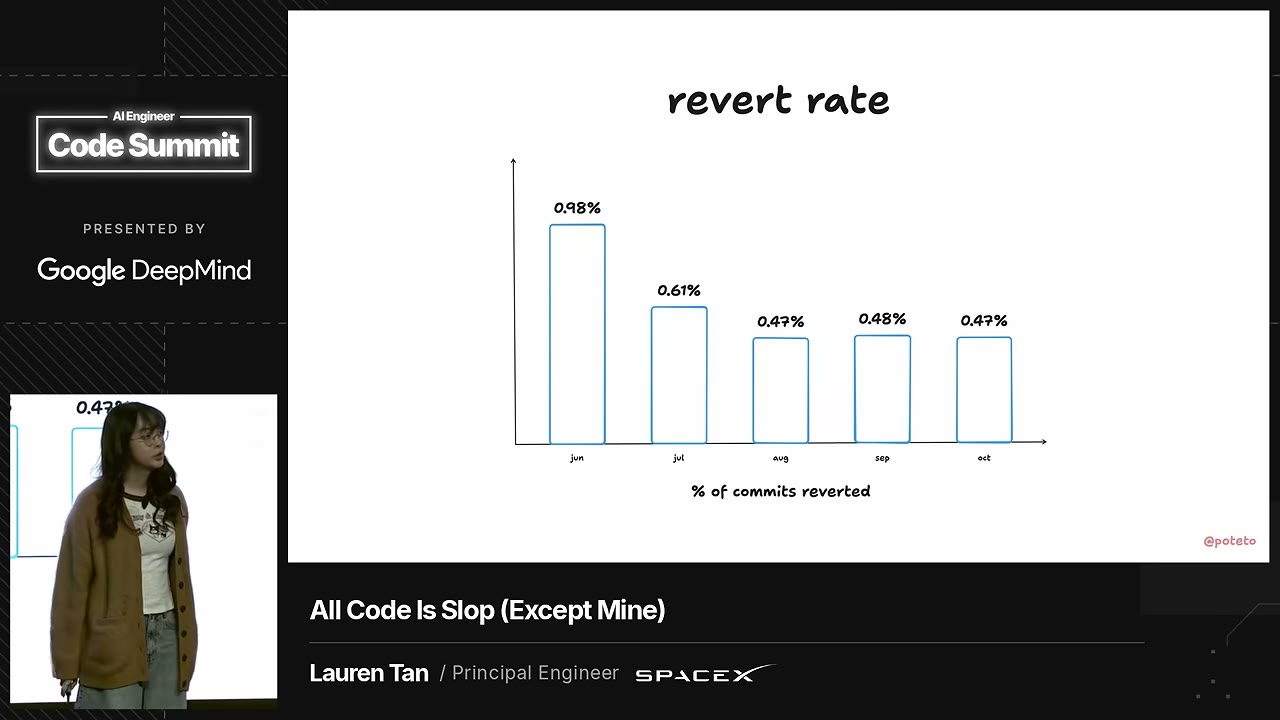 AI Engineer
Code Summit
PRESENTED BY
Google DeepMind
revert rate
0.98%
0.61%
0.47%
0.48%
0.47%
jun
jul
aug
sep
oct
% of commits reverted
@poteto
0.47%
All Code Is Slop (Except Mine)
Lauren Tan / Principal Engineer SPACEX